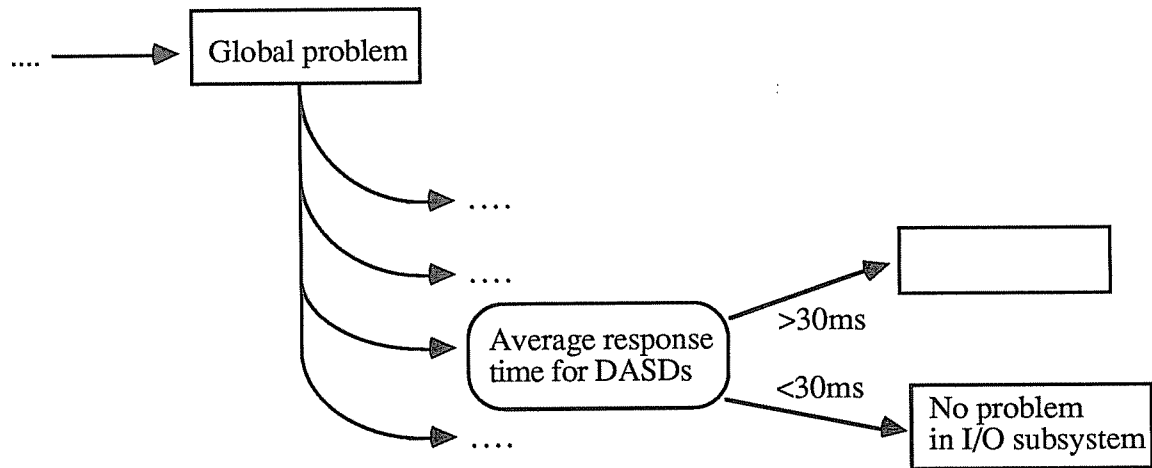 ....
Global problem
....
....
Average response
time for DASDs
>30ms
<30ms
No problem
in I/O subsystem
....